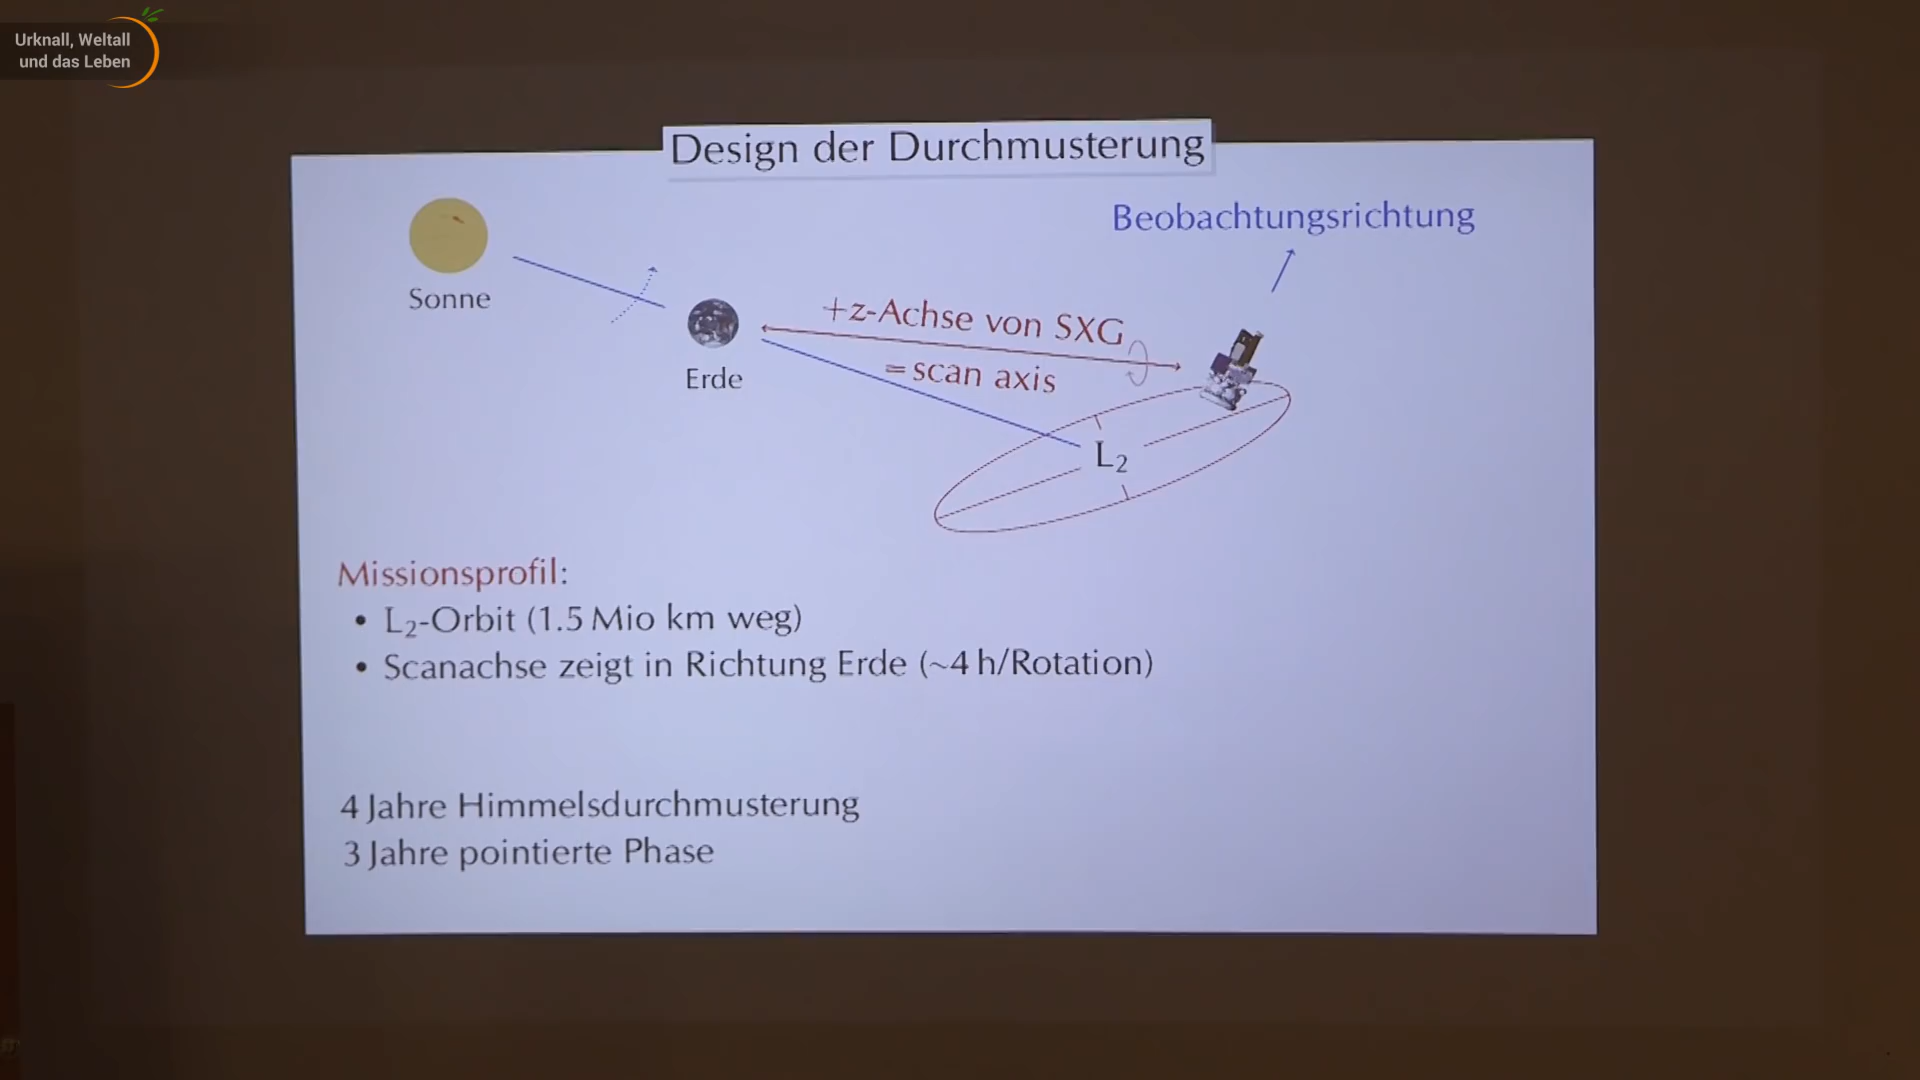 Urknall, Weltall
und das Leben
Design der Durchmusterung
Beobachtungsrichtung
Sonne
+z-Achse von SXG
= scan axis
Erde
L₂
Missionsprofil:
• L₂-Orbit (1.5 Mio km weg)
• Scanachse zeigt in Richtung Erde (~4 h/Rotation)
4 Jahre Himmelsdurchmusterung
3 Jahre pointierte Phase